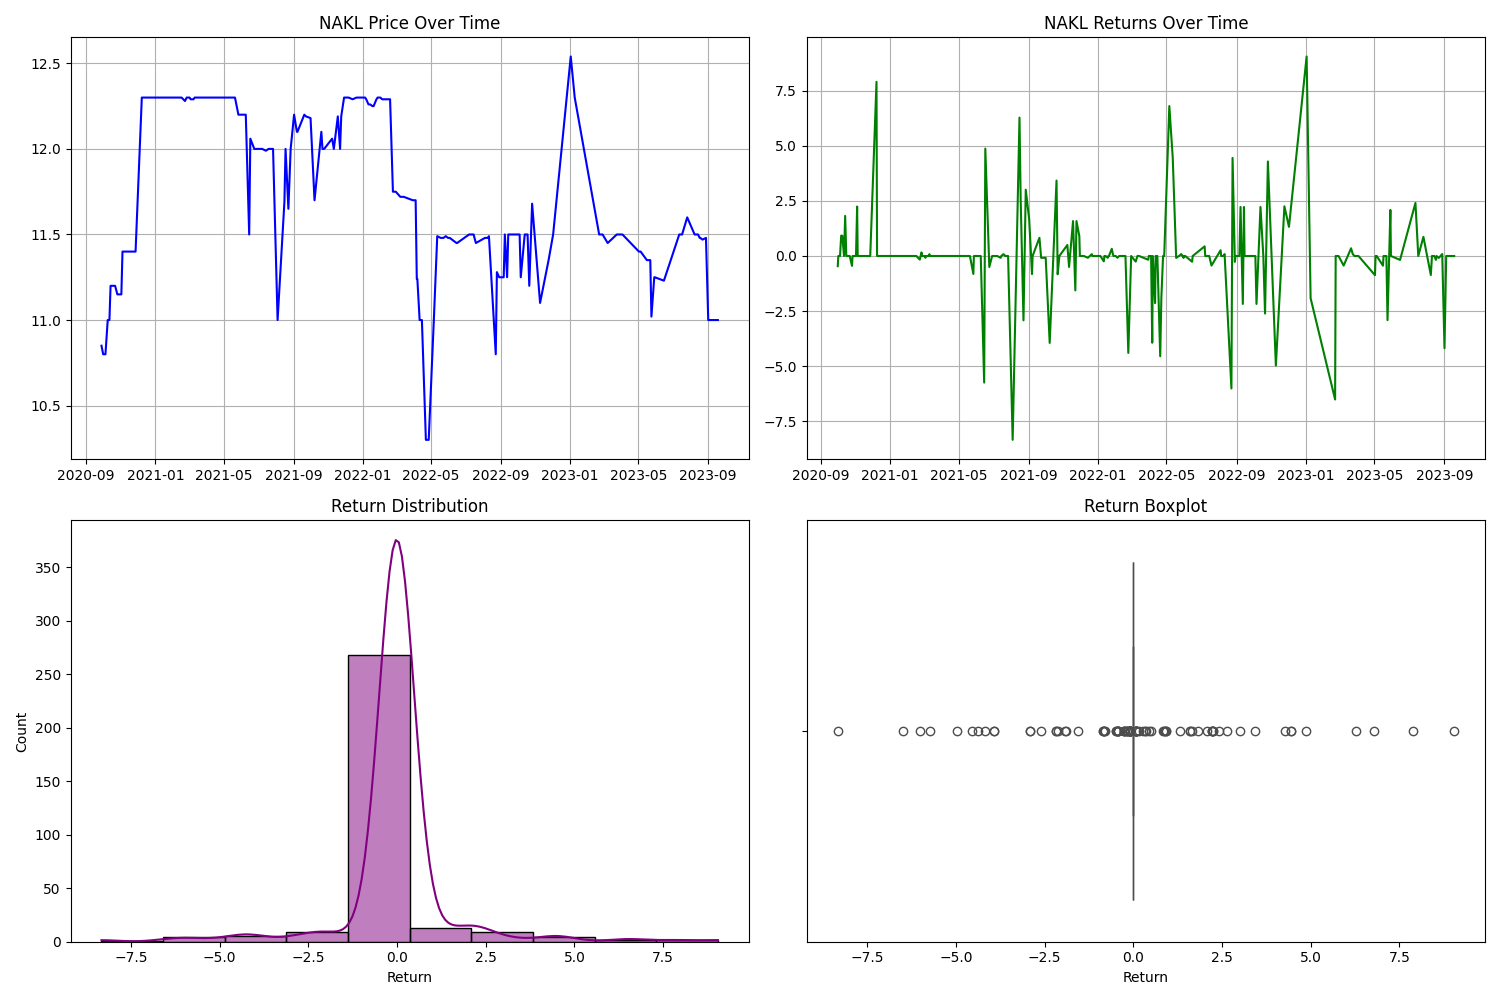 NAKL Price Over Time
12.5
12.0
11.5
11.0
10.5
2020-09 2021-01 2021-05 2021-09 2022-01 2022-05 2022-09 2023-01 2023-05 2023-09
NAKL Returns Over Time
7.5
5.0
2.5
0.0
−2.5
−5.0
−7.5
2020-09 2021-01 2021-05 2021-09 2022-01 2022-05 2022-09 2023-01 2023-05 2023-09
Return Distribution
Count
350
300
250
200
150
100
50
0
−7.5 −5.0 −2.5 0.0 2.5 5.0 7.5
Return
Return Boxplot
−7.5 −5.0 −2.5 0.0 2.5 5.0 7.5
Return